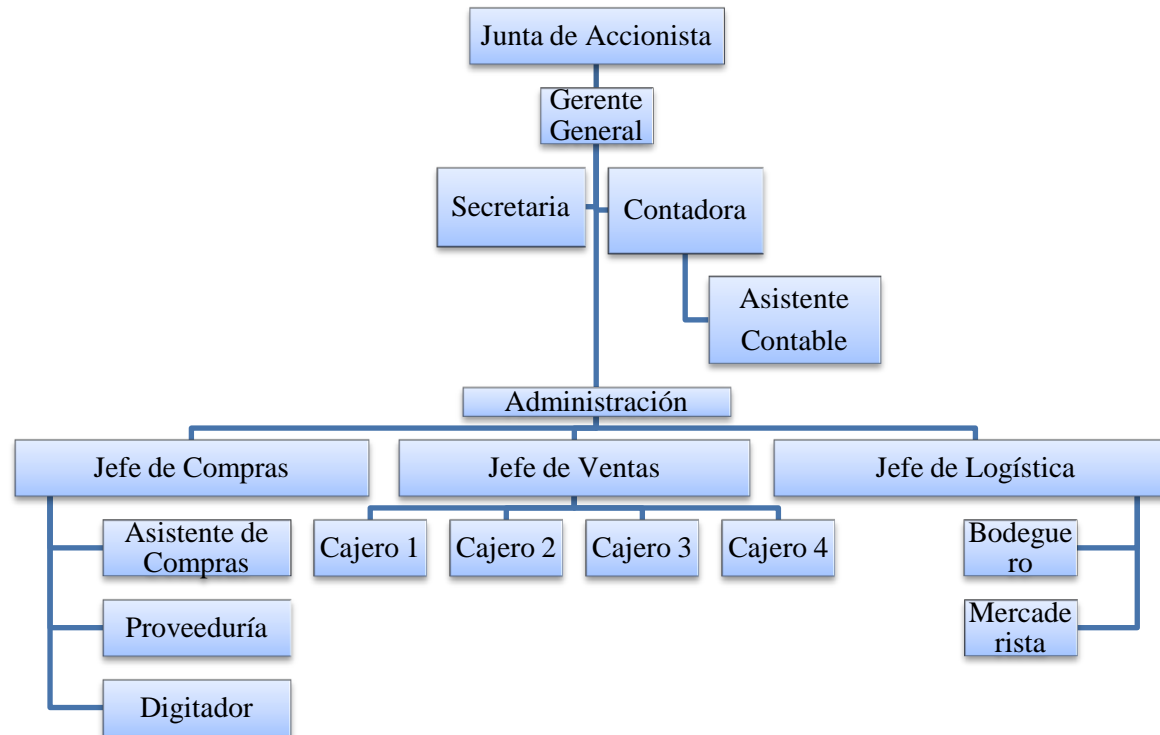 Junta de Accionista
Gerente
General
Secretaria
Contadora
Asistente
Contable
Administración
Jefe de Compras
Jefe de Ventas
Jefe de Logística
Asistente de
Compras
Proveeduría
Digitador
Cajero 1
Cajero 2
Cajero 3
Cajero 4
Bodegue
ro
Mercade
rista